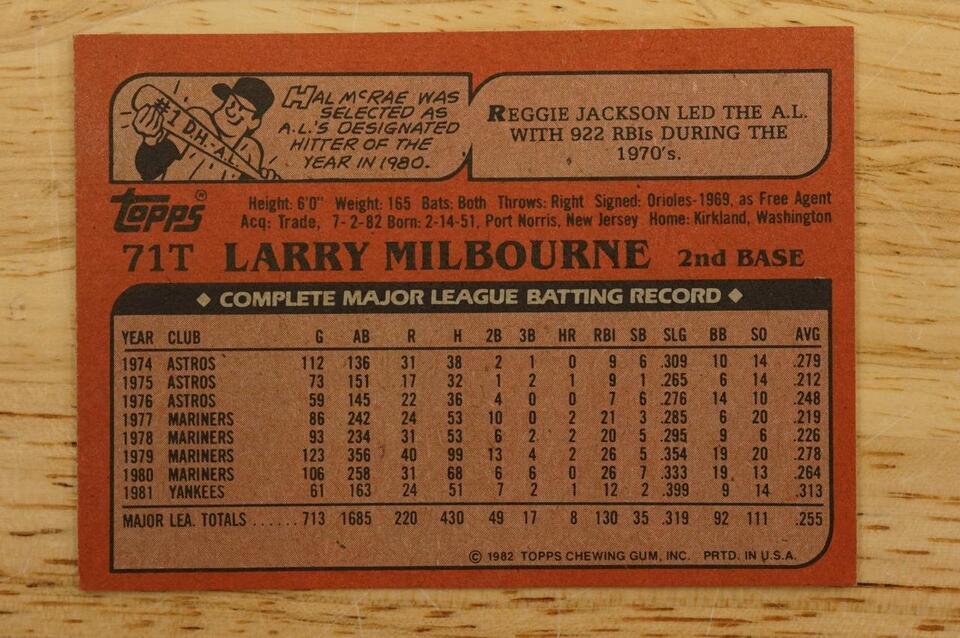 #1 D.H.-A.L.
HAL McRAE WAS
SELECTED AS
A.L.'S DESIGNATED
HITTER OF THE
YEAR IN 1980.
REGGIE JACKSON LED THE A.L.
WITH 922 RBIs DURING THE
1970's.
Topps®
Height: 6'0" Weight: 165 Bats: Both Throws: Right Signed: Orioles-1969, as Free Agent
Acq: Trade, 7-2-82 Born: 2-14-51, Port Norris, New Jersey Home: Kirkland, Washington
71T LARRY MILBOURNE 2nd BASE
◆ COMPLETE MAJOR LEAGUE BATTING RECORD ◆
YEAR CLUB G AB R H 2B 3B HR RBI SB SLG BB SO AVG
1974 ASTROS 112 136 31 38 2 1 0 9 6 .309 10 14 .279
1975 ASTROS 73 151 17 32 1 2 1 9 1 .265 6 14 .212
1976 ASTROS 59 145 22 36 4 0 0 7 6 .276 14 10 .248
1977 MARINERS 86 242 24 53 10 0 2 21 3 .285 6 20 .219
1978 MARINERS 93 234 31 53 6 2 2 20 5 .295 9 6 .226
1979 MARINERS 123 356 40 99 13 4 2 26 5 .354 19 20 .278
1980 MARINERS 106 258 31 68 6 6 0 26 7 .333 19 13 .264
1981 YANKEES 61 163 24 51 7 2 1 12 2 .399 9 14 .313
MAJOR LEA. TOTALS ...... 713 1685 220 430 49 17 8 130 35 .319 92 111 .255
© 1982 TOPPS CHEWING GUM, INC. PRTD. IN U.S.A.